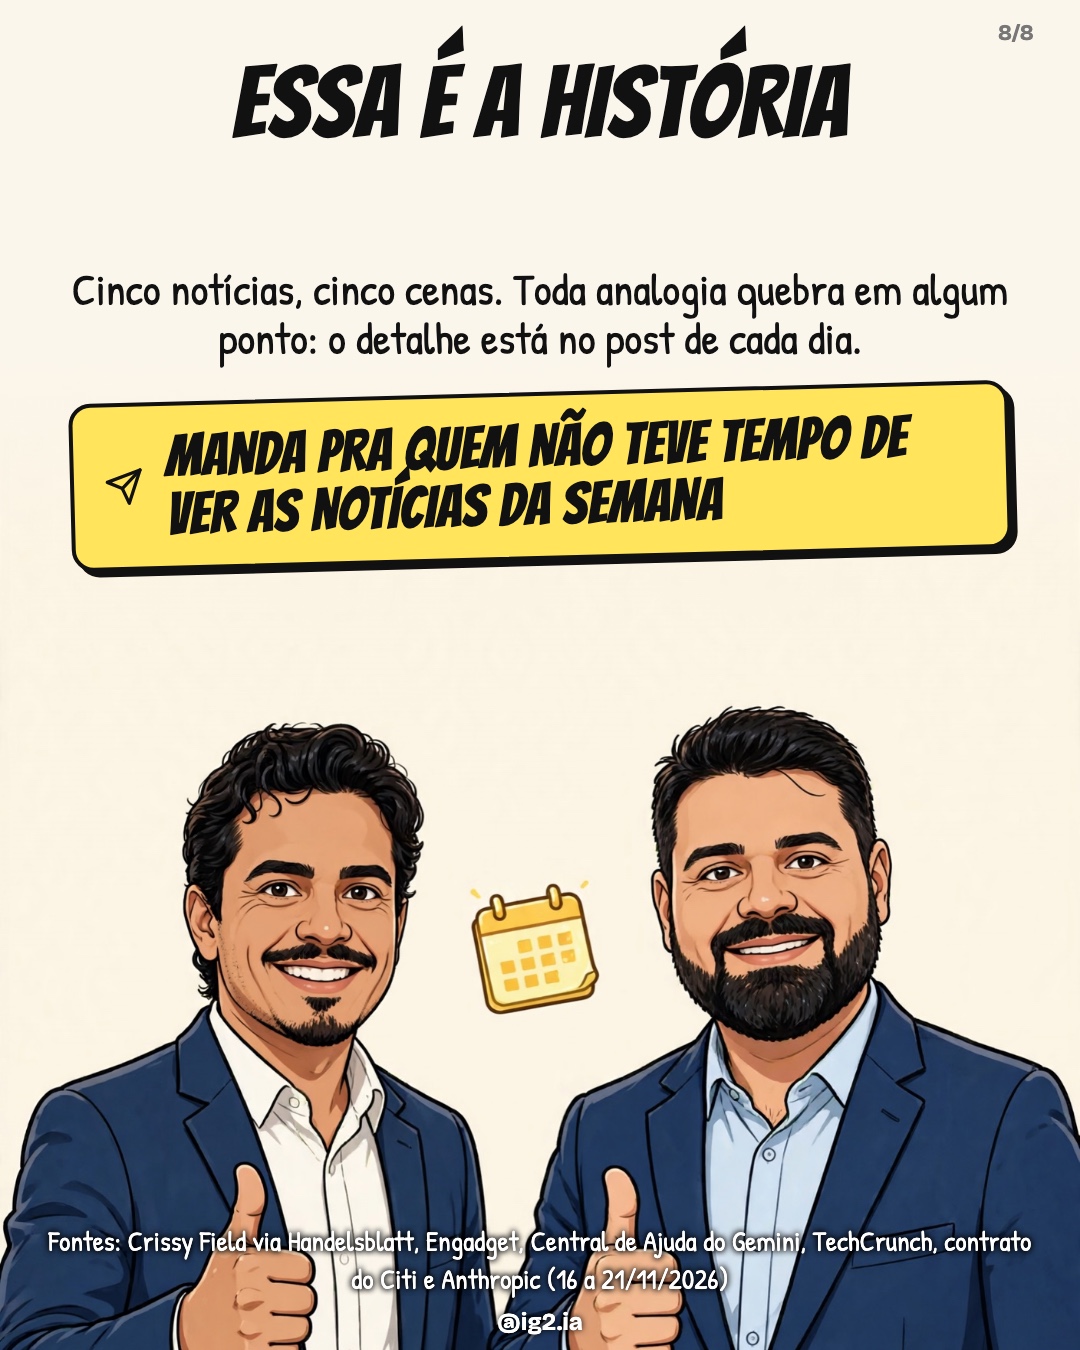 8/8
ESSA É A HISTÓRIA
Cinco notícias, cinco cenas. Toda analogia quebra em algum
ponto: o detalhe está no post de cada dia.
MANDA PRA QUEM NÃO TEVE TEMPO DE
VER AS NOTÍCIAS DA SEMANA
Fontes: Crissy Field via Handelsblatt, Engadget, Central de Ajuda do Gemini, TechCrunch, contrato
do Citi e Anthropic (16 a 21/11/2026)
@ig2.ia